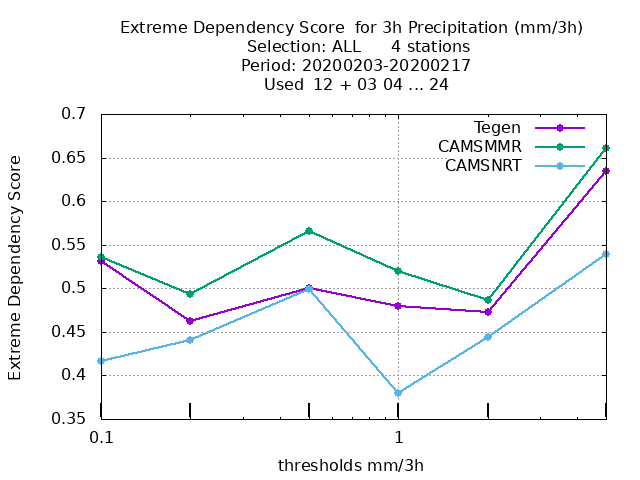 Extreme Dependency Score  for 3h Precipitation (mm/3h)
Selection: ALL      4 stations
Period: 20200203-20200217
Used  12 + 03 04 ... 24
0.7
0.65
0.6
0.55
0.5
0.45
0.4
0.35
Extreme Dependency Score
Tegen
CAMSMMR
CAMSNRT
0.1
1
thresholds mm/3h